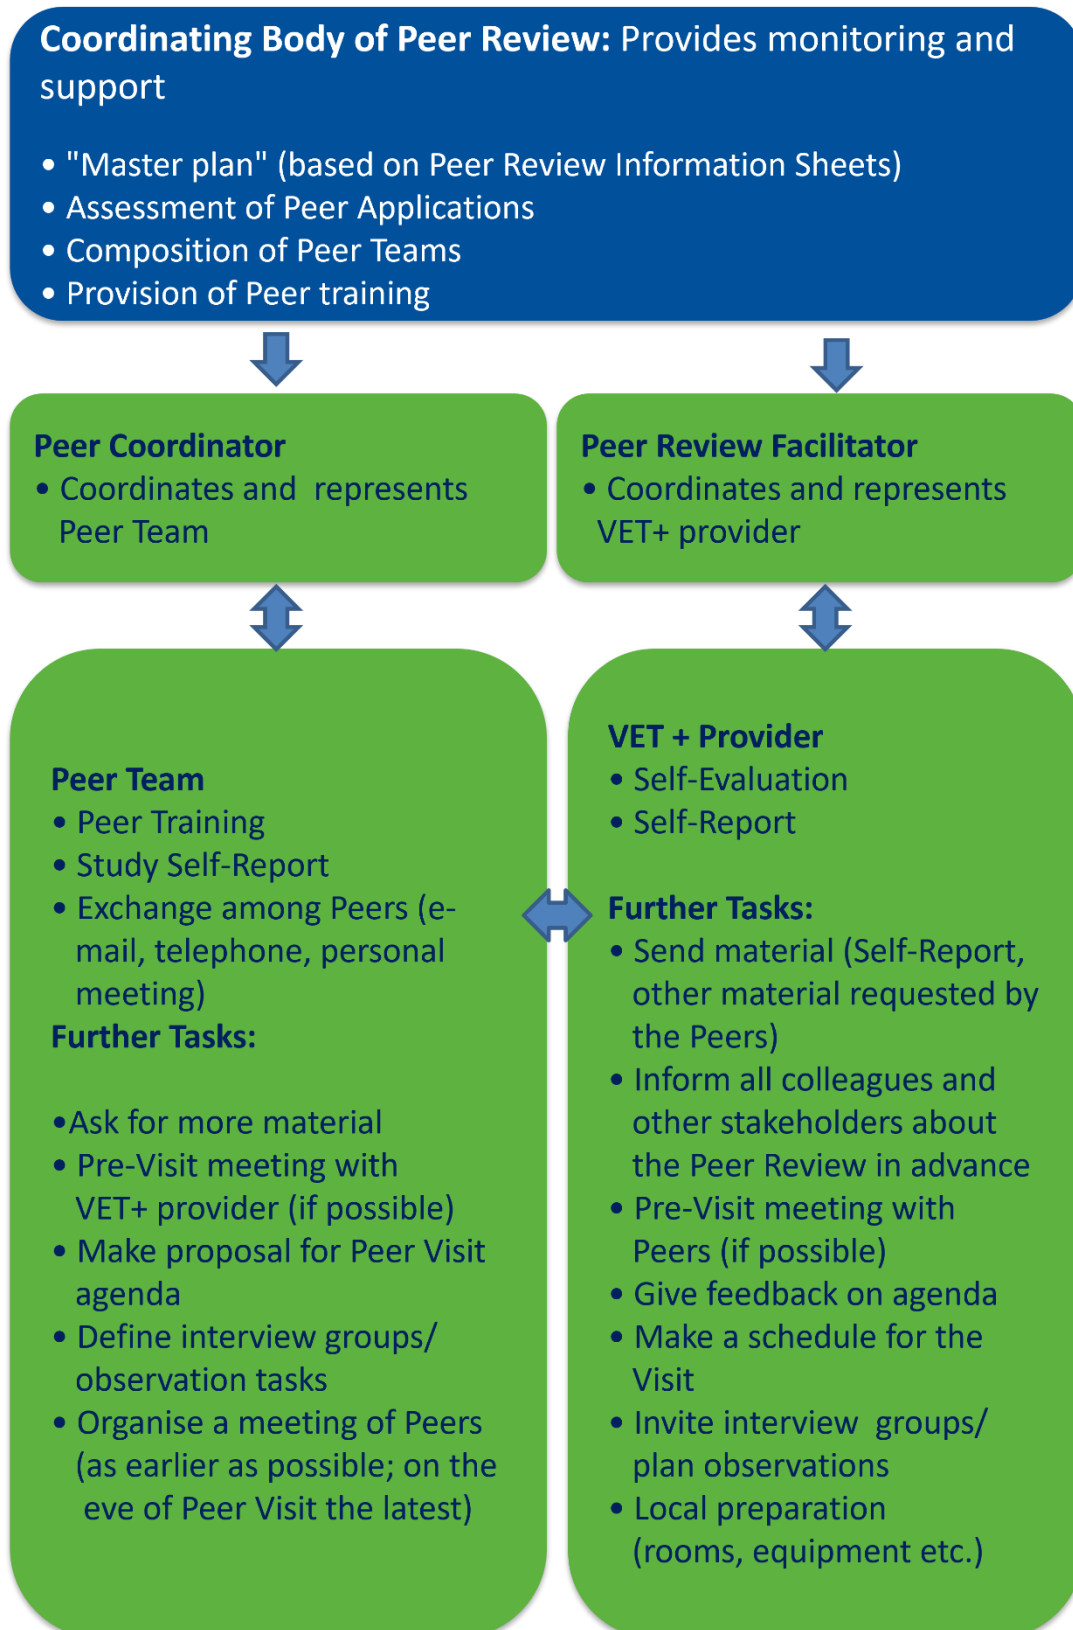 Coordinating Body of Peer Review: Provides monitoring and
support
• "Master plan" (based on Peer Review Information Sheets)
• Assessment of Peer Applications
• Composition of Peer Teams
• Provision of Peer training
Peer Coordinator
• Coordinates and represents
Peer Team
Peer Review Facilitator
• Coordinates and represents
VET+ provider
Peer Team
• Peer Training
• Study Self-Report
• Exchange among Peers (e-
mail, telephone, personal
meeting)
Further Tasks:
•Ask for more material
• Pre-Visit meeting with
VET+ provider (if possible)
• Make proposal for Peer Visit
agenda
• Define interview groups/
observation tasks
• Organise a meeting of Peers
(as earlier as possible; on the
eve of Peer Visit the latest)
VET + Provider
• Self-Evaluation
• Self-Report
Further Tasks:
• Send material (Self-Report,
other material requested by
the Peers)
• Inform all colleagues and
other stakeholders about
the Peer Review in advance
• Pre-Visit meeting with
Peers (if possible)
• Give feedback on agenda
• Make a schedule for the
Visit
• Invite interview groups/
plan observations
• Local preparation
(rooms, equipment etc.)